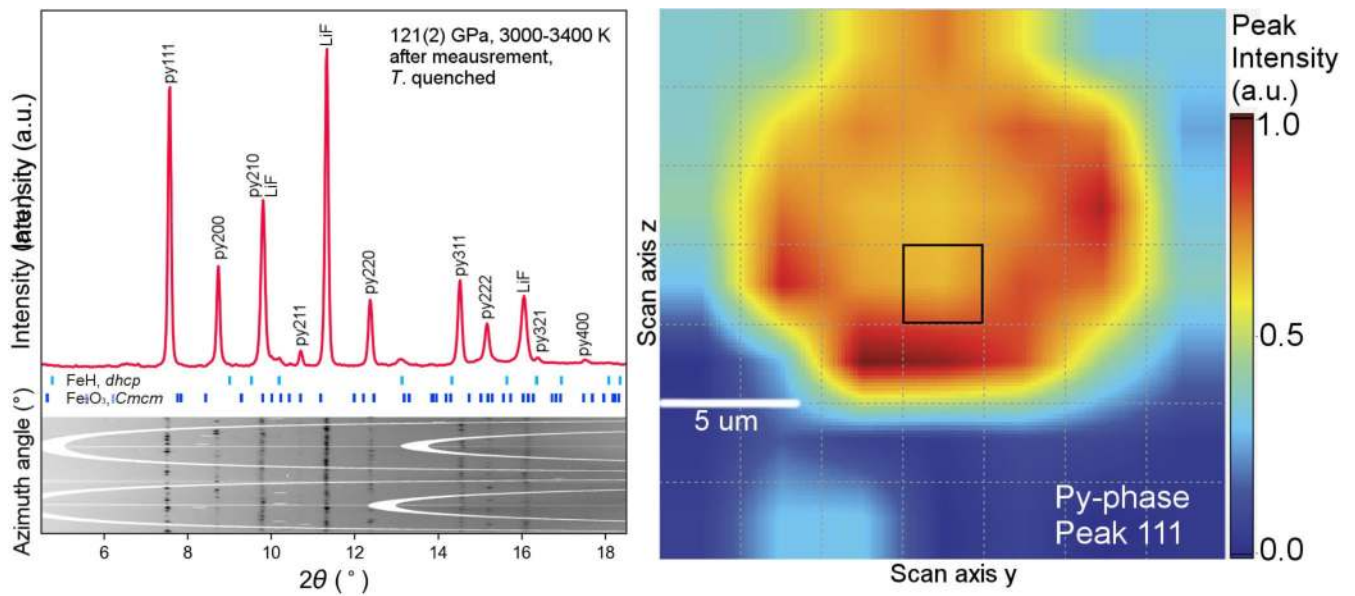 121(2) GPa, 3000-3400 K
after meausrement,
T. quenched
py111
py200
py210
LiF
py211
LiF
py220
py311
py222
LiF
py321
py400
Intensity (a.u.)
FeH, dhcp
Cmcm
Azimuth angle (°)
6 8 10 12 14 16 18
2θ (°)
Scan axis z
5 um
Py-phase
Peak 111
Scan axis y
Peak
Intensity
(a.u.)
1.0
0.5
0.0